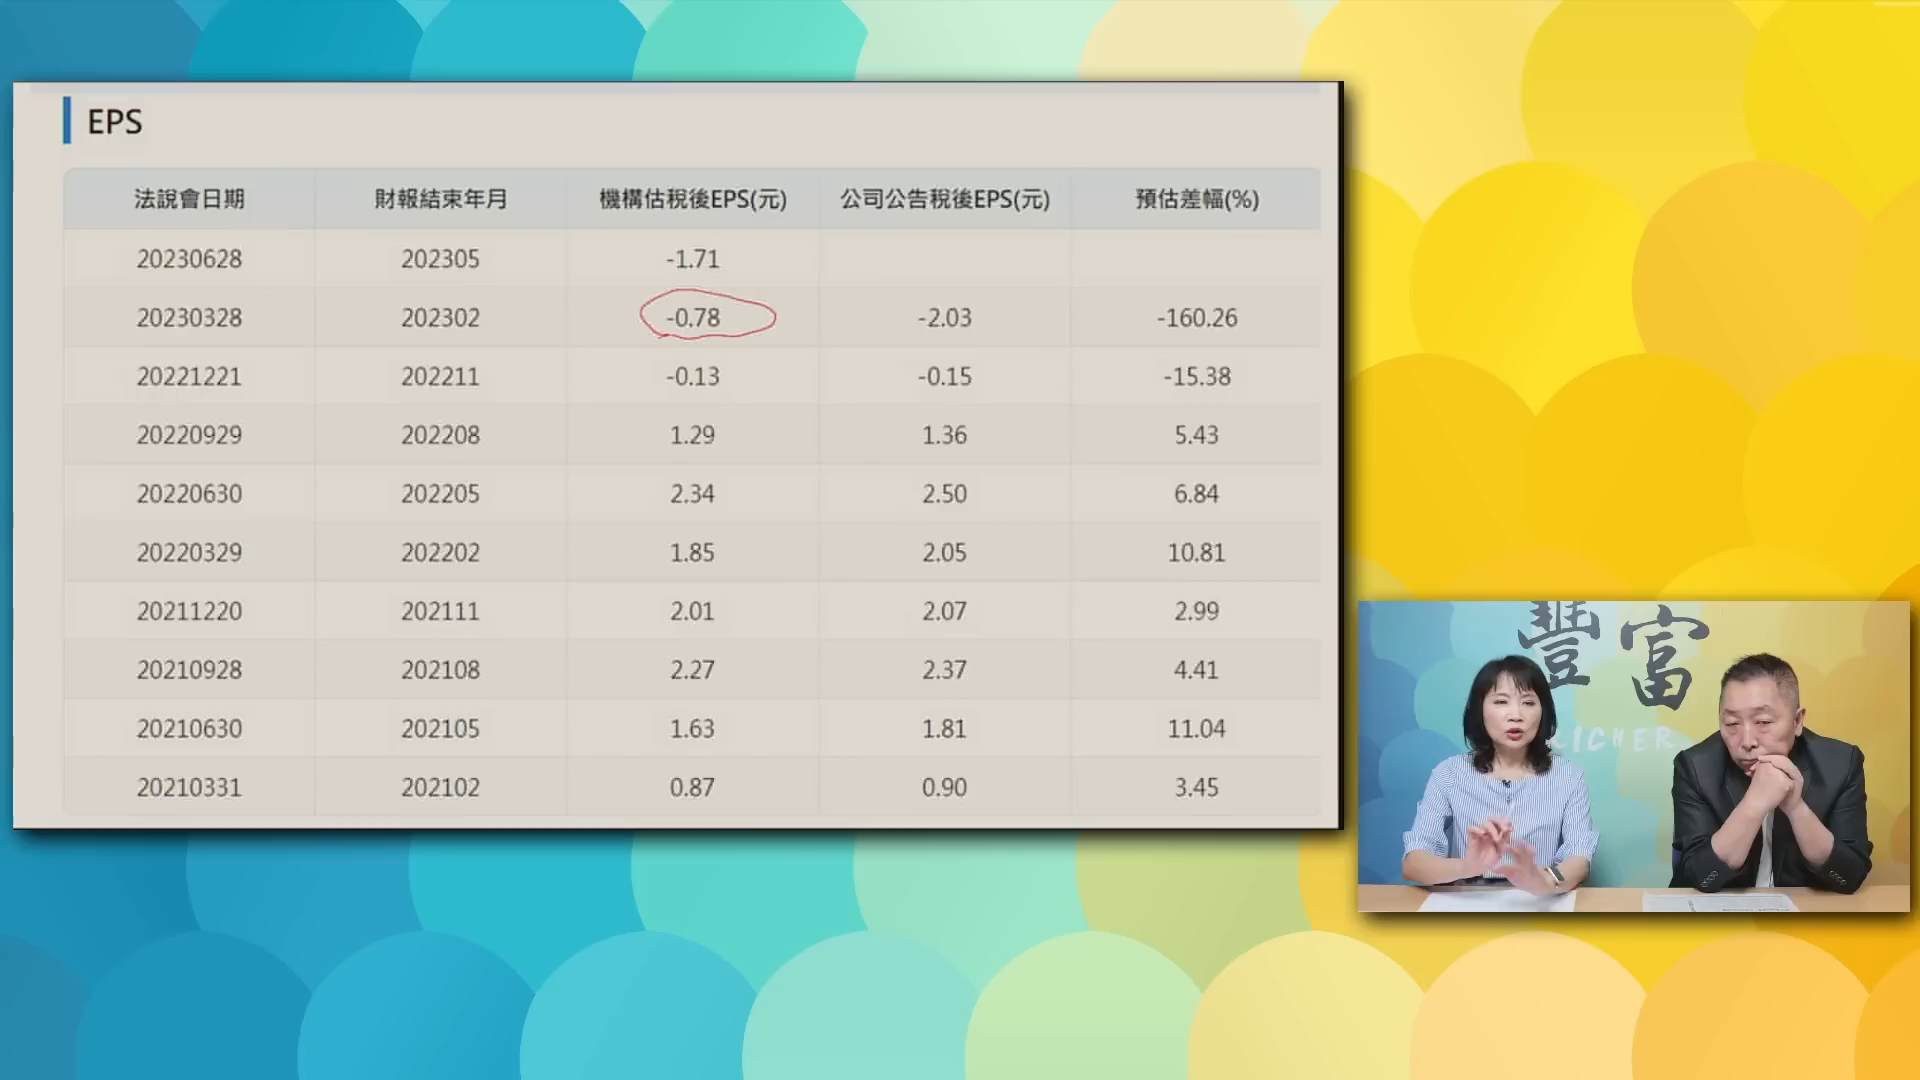 EPS
法說會日期 財報結束年月 機構估稅後EPS(元) 公司公告稅後EPS(元) 預估差幅(%)
20230628 202305 -1.71
20230328 202302 -0.78 -2.03 -160.26
20221221 202211 -0.13 -0.15 -15.38
20220929 202208 1.29 1.36 5.43
20220630 202205 2.34 2.50 6.84
20220329 202202 1.85 2.05 10.81
20211220 202111 2.01 2.07 2.99
20210928 202108 2.27 2.37 4.41
20210630 202105 1.63 1.81 11.04
20210331 202102 0.87 0.90 3.45
豐富
RICHER